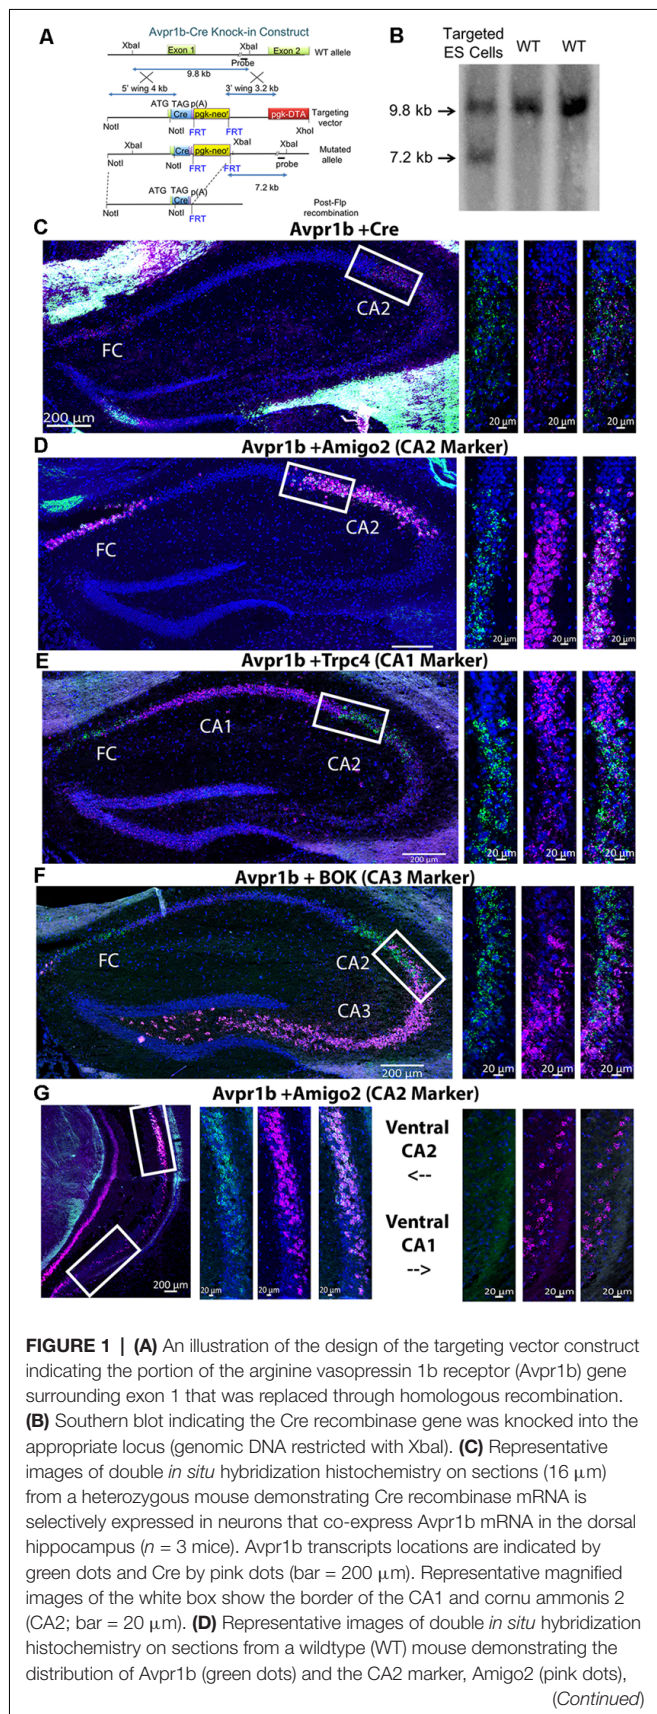 A
Avpr1b-Cre Knock-in Construct
XbaI
Exon 1
XbaI
Exon 2
WT allele
Probe
9.8 kb
5' wing 4 kb
3' wing 3.2 kb
ATG TAG p(A)
Cre
pgk-neoʳ
pgk-DTA
Targeting
vector
NotI
NotI
FRT
FRT
XhoI
XbaI
Cre
pgk-neoʳ
XbaI
Mutated
allele
probe
NotI
FRT
FRT
7.2 kb
ATG TAG p(A)
Cre
NotI
NotI
FRT
Post-Flp
recombination
B
Targeted
ES Cells
WT
WT
9.8 kb
7.2 kb
C
Avpr1b +Cre
CA2
FC
200 µm
20 µm
20 µm
20 µm
D
Avpr1b +Amigo2 (CA2 Marker)
CA2
FC
20 µm
20 µm
20 µm
E
Avpr1b +Trpc4 (CA1 Marker)
CA1
FC
CA2
200 µm
20 µm
20 µm
20 µm
F
Avpr1b + BOK (CA3 Marker)
FC
CA2
CA3
200 µm
20 µm
20 µm
20 µm
G
Avpr1b +Amigo2 (CA2 Marker)
Ventral
CA2
<--
Ventral
CA1
-->
200 µm
20 µm
20 µm
20 µm
20 µm
20 µm
20 µm
FIGURE 1 | (A) An illustration of the design of the targeting vector construct
indicating the portion of the arginine vasopressin 1b receptor (Avpr1b) gene
surrounding exon 1 that was replaced through homologous recombination.
(B) Southern blot indicating the Cre recombinase gene was knocked into the
appropriate locus (genomic DNA restricted with XbaI). (C) Representative
images of double in situ hybridization histochemistry on sections (16 µm)
from a heterozygous mouse demonstrating Cre recombinase mRNA is
selectively expressed in neurons that co-express Avpr1b mRNA in the dorsal
hippocampus (n = 3 mice). Avpr1b transcripts locations are indicated by
green dots and Cre by pink dots (bar = 200 µm). Representative magnified
images of the white box show the border of the CA1 and cornu ammonis 2
(CA2; bar = 20 µm). (D) Representative images of double in situ hybridization
histochemistry on sections from a wildtype (WT) mouse demonstrating the
distribution of Avpr1b (green dots) and the CA2 marker, Amigo2 (pink dots),
(Continued)